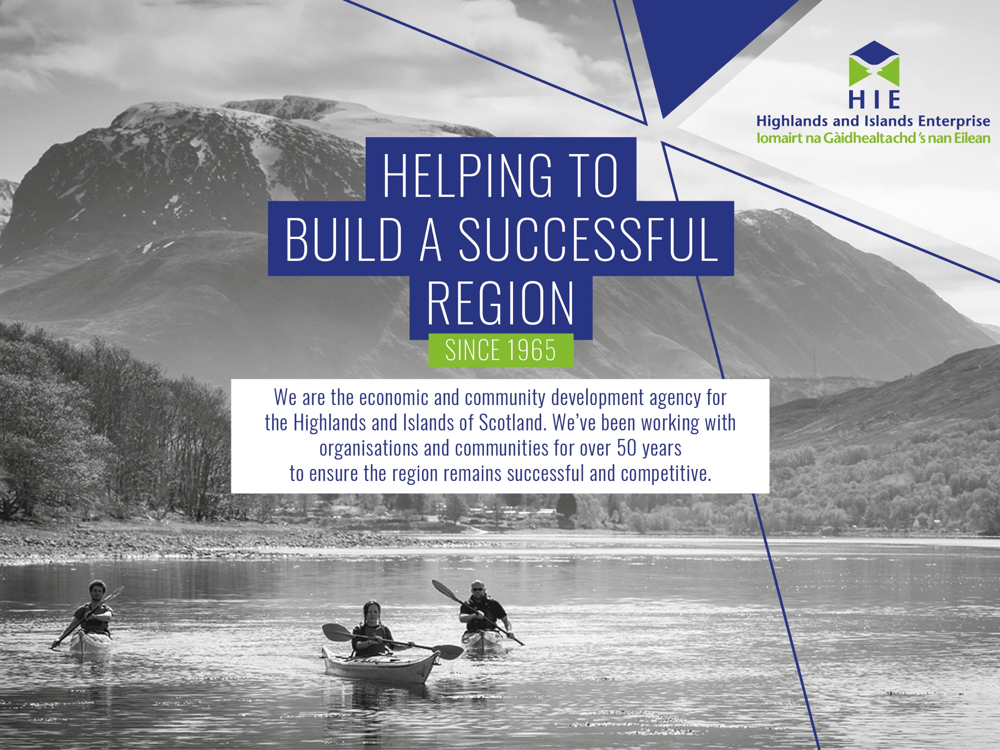 HIE
Highlands and Islands Enterprise
Iomairt na Gàidhealtachd 's nan Eilean
HELPING TO
BUILD A SUCCESSFUL
REGION
SINCE 1965
We are the economic and community development agency for
the Highlands and Islands of Scotland. We've been working with
organisations and communities for over 50 years
to ensure the region remains successful and competitive.